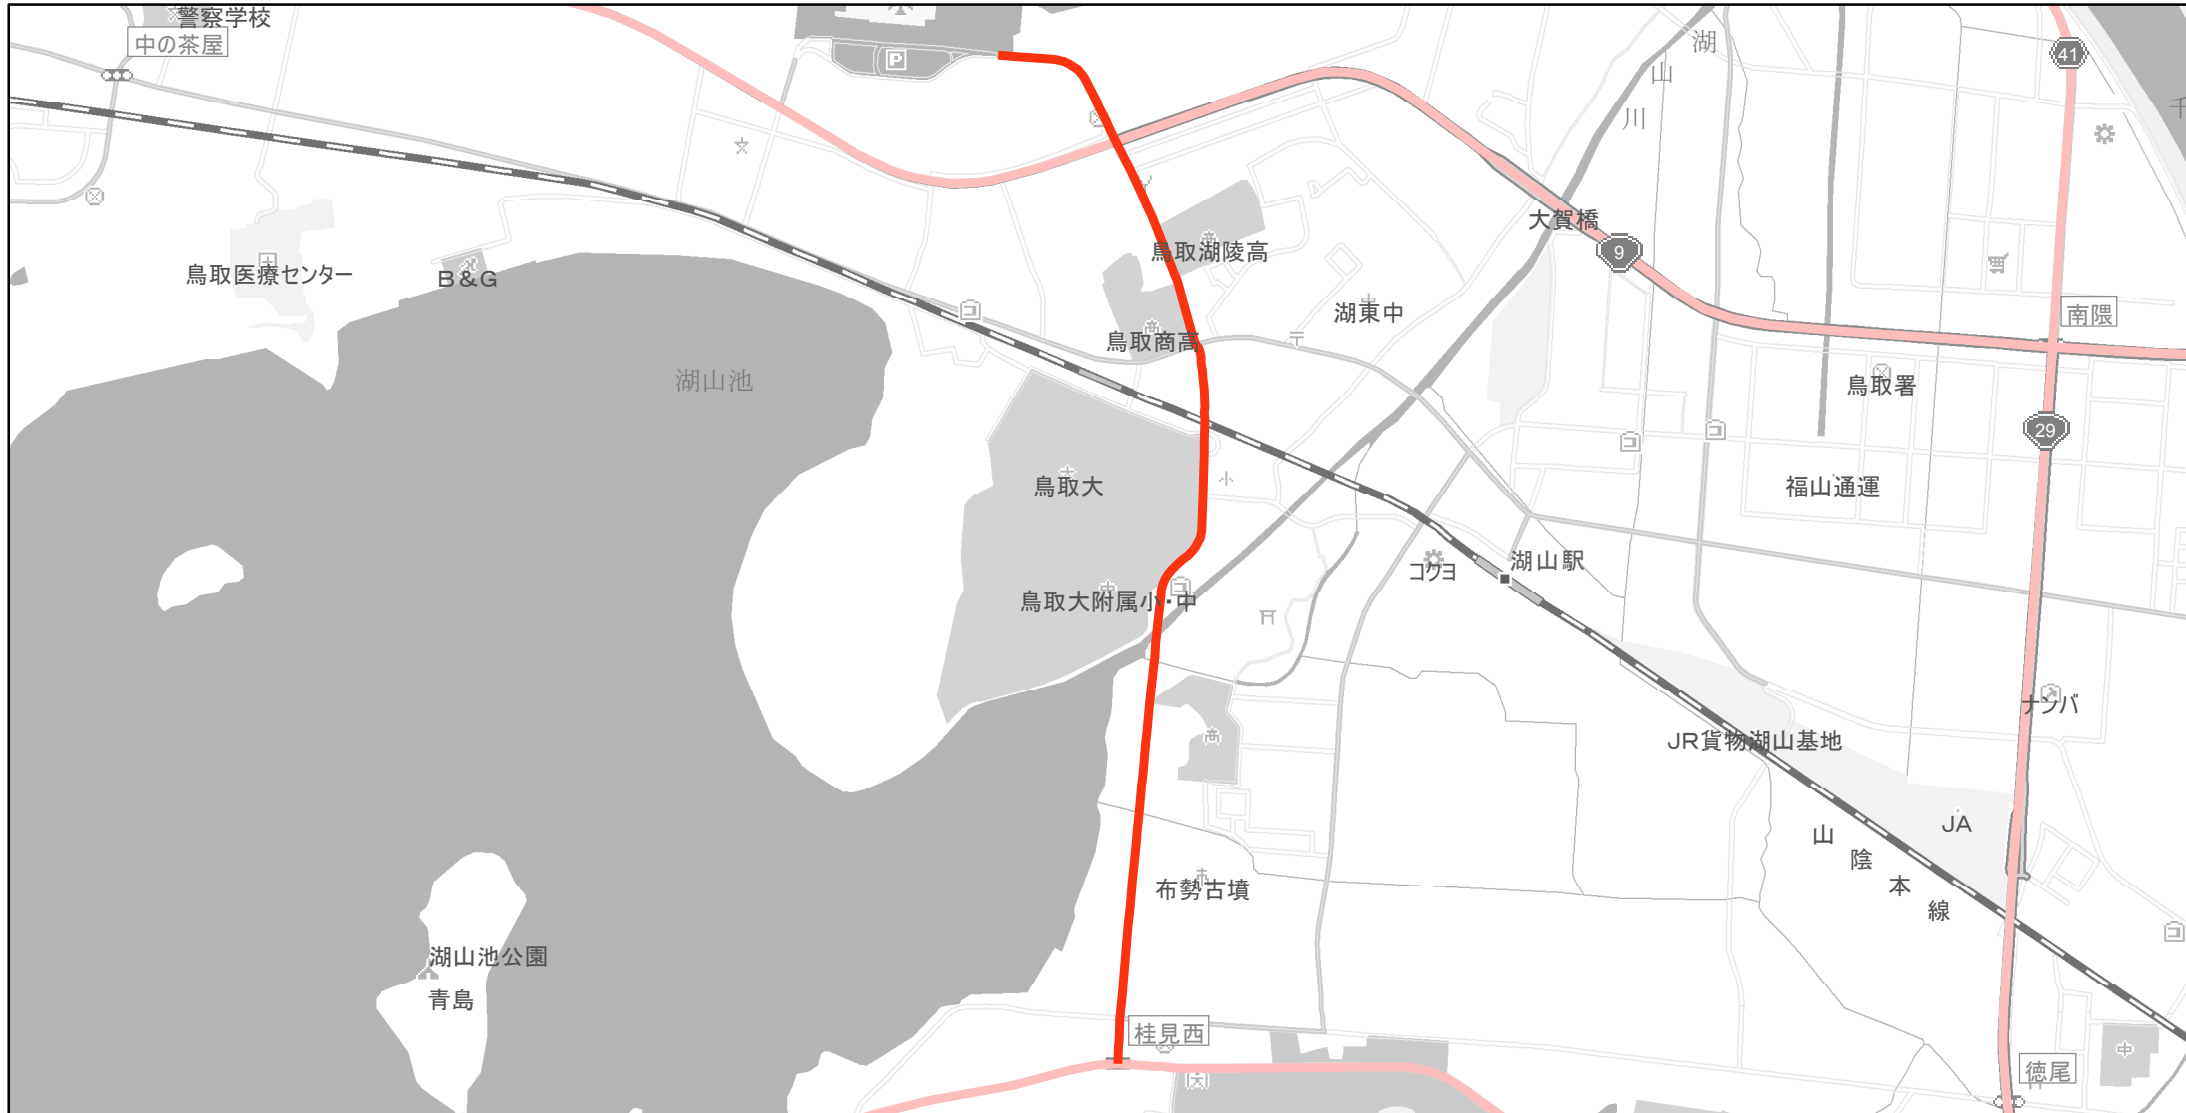 警察学校
中の茶屋
P
湖
山
川
41
千
大賀橋
9
鳥取湖陵高
鳥取医療センター
B&G
湖東中
南隈
鳥取商高
湖山池
鳥取署
29
鳥取大
福山通運
湖山駅
コクヨ
鳥取大附属小・中
ナンバ
JR貨物湖山基地
JA
山
陰
本
線
布勢古墳
湖山池公園
青島
桂見西
徳尾